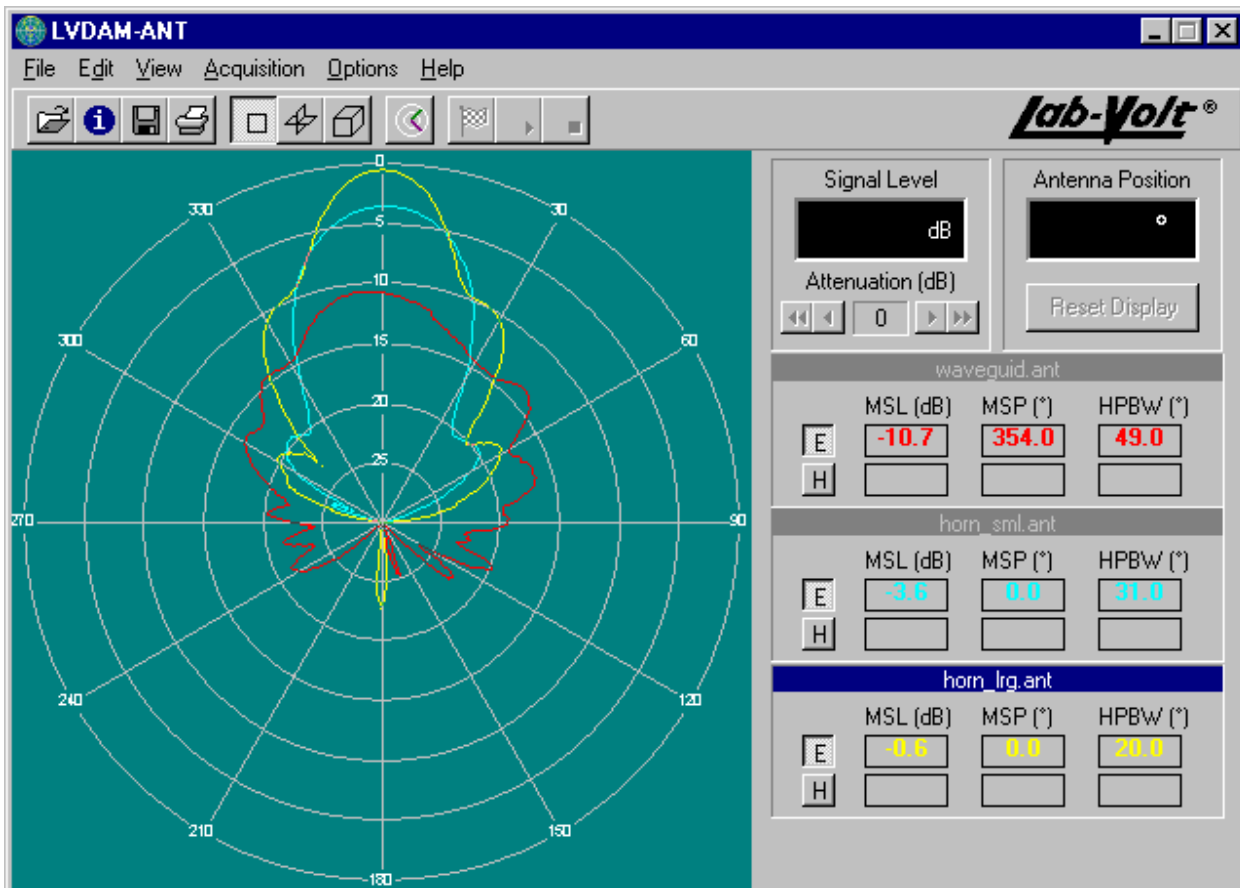 LVDAM-ANT
File Edit View Acquisition Options Help
Lab-Volt ®
0
330 30
5
10
300 15 60
20
25
270 90
240 120
210 150
180
Signal Level
dB
Attenuation (dB)
0
Antenna Position
°
Reset Display
waveguid.ant
MSL (dB) MSP (°) HPBW (°)
E -10.7 354.0 49.0
H
horn_sml.ant
MSL (dB) MSP (°) HPBW (°)
E -3.6 0.0 31.0
H
horn_lrg.ant
MSL (dB) MSP (°) HPBW (°)
E -0.6 0.0 20.0
H